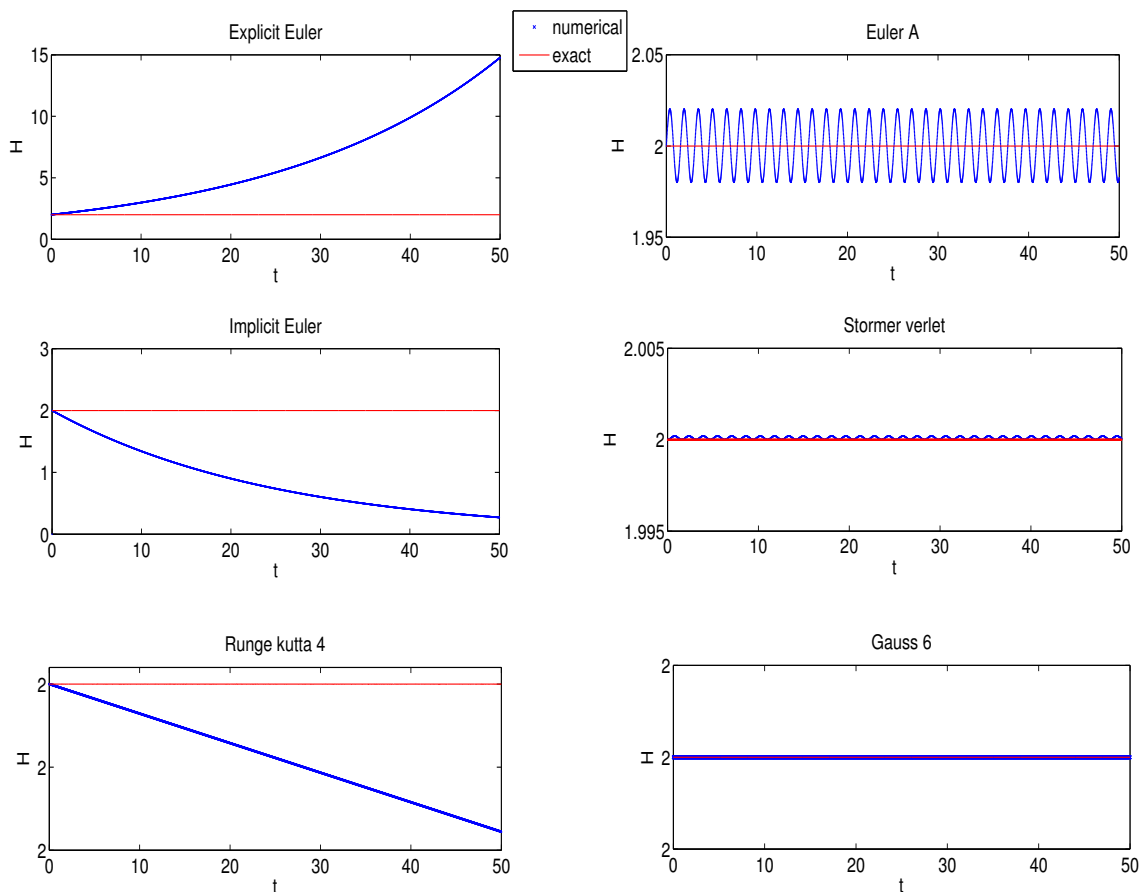 numerical
exact
Explicit Euler
15
10
5
0
H
0 10 20 30 40 50
t
Euler A
2.05
2
1.95
H
0 10 20 30 40 50
t
Implicit Euler
3
2
1
0
H
0 10 20 30 40 50
t
Stormer verlet
2.005
2
1.995
H
0 10 20 30 40 50
t
Runge kutta 4
2
2
2
H
0 10 20 30 40 50
t
Gauss 6
2
2
2
H
0 10 20 30 40 50
t